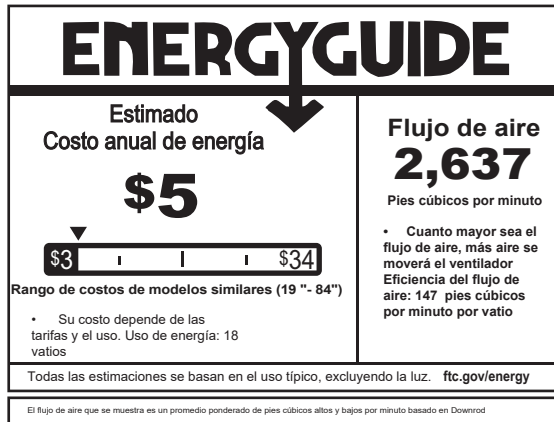 ENERGYGUIDE
Estimado
Costo anual de energía
$5
$3
$34
Rango de costos de modelos similares (19 "- 84")
• Su costo depende de las
tarifas y el uso. Uso de energía: 18
vatios
Flujo de aire
2,637
Pies cúbicos por minuto
• Cuanto mayor sea el
flujo de aire, más aire se
moverá el ventilador
Eficiencia del flujo de
aire: 147 pies cúbicos
por minuto por vatio
Todas las estimaciones se basan en el uso típico, excluyendo la luz. ftc.gov/energy
El flujo de aire que se muestra es un promedio ponderado de pies cúbicos altos y bajos por minuto basado en Downrod